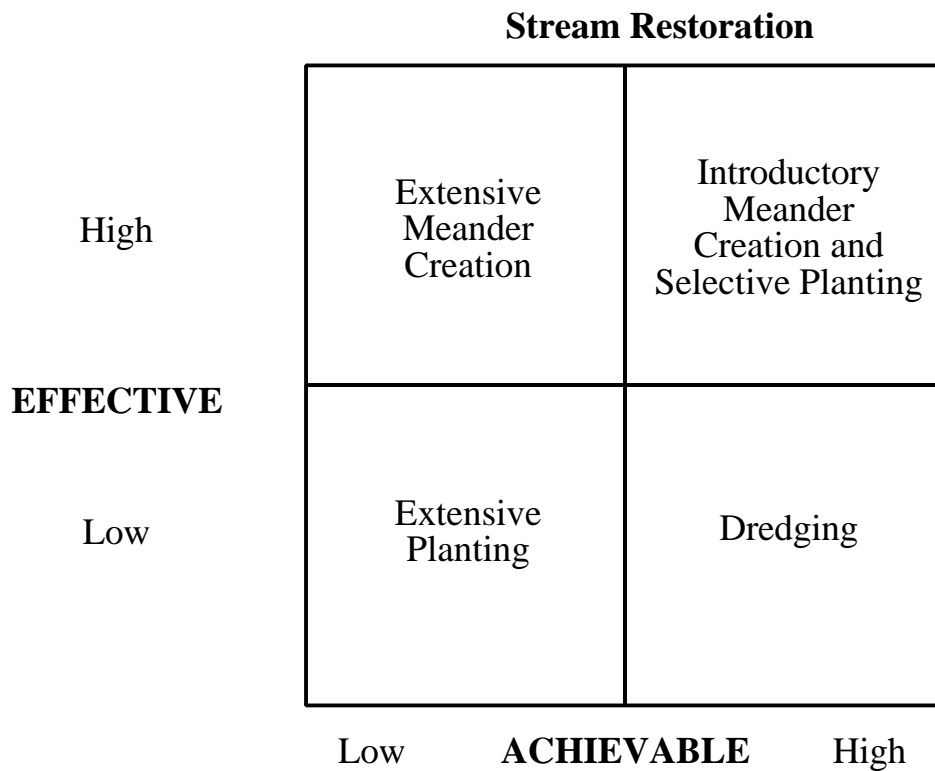 Stream Restoration
High
Extensive
Meander
Creation
Introductory
Meander
Creation and
Selective Planting
EFFECTIVE
Low
Extensive
Planting
Dredging
Low
ACHIEVABLE
High